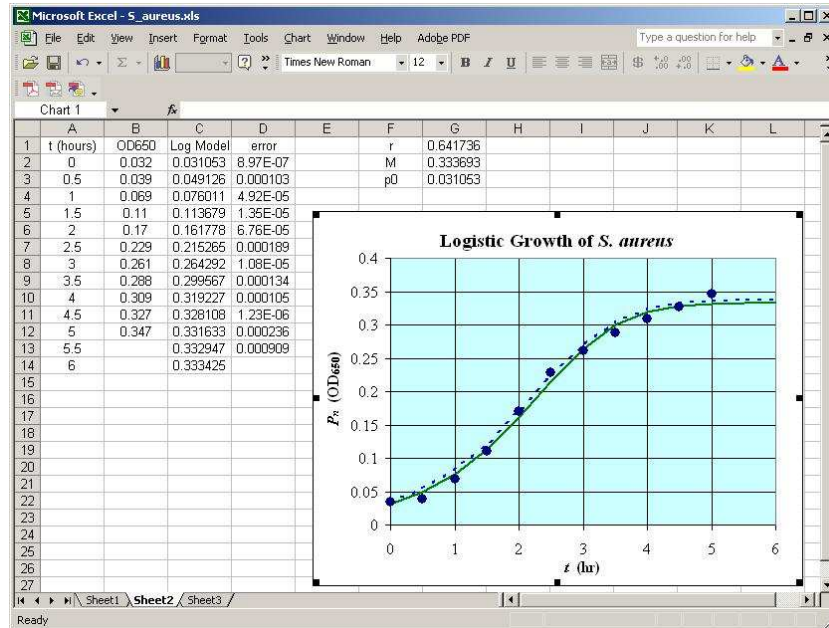 Microsoft Excel - S_aureus.xls
File Edit View Insert Format Tools Chart Window Help Adobe PDF Type a question for help
Times New Roman 12 B I U
Chart 1 fx
A B C D E F G H I J K L
1 t (hours) OD650 Log Model error r 0.641736
2 0 0.032 0.031053 8.97E-07 M 0.333693
3 0.5 0.039 0.049126 0.000103 p0 0.031053
4 1 0.069 0.076011 4.92E-05
5 1.5 0.11 0.113679 1.35E-05
6 2 0.17 0.161778 6.76E-05
7 2.5 0.229 0.215265 0.000189
8 3 0.261 0.264292 1.08E-05
9 3.5 0.288 0.299567 0.000134
10 4 0.309 0.319227 0.000105
11 4.5 0.327 0.328108 1.23E-06
12 5 0.347 0.331633 0.000236
13 5.5 0.332947 0.000909
14 6 0.333425
15
16
17
18
19
20
21
22
23
24
25
26
27
Logistic Growth of S. aureus
0.4
0.35
0.3
0.25
0.2
0.15
0.1
0.05
0
Pn (OD650)
0 1 2 3 4 5 6
t (hr)
Sheet1 Sheet2 Sheet3
Ready